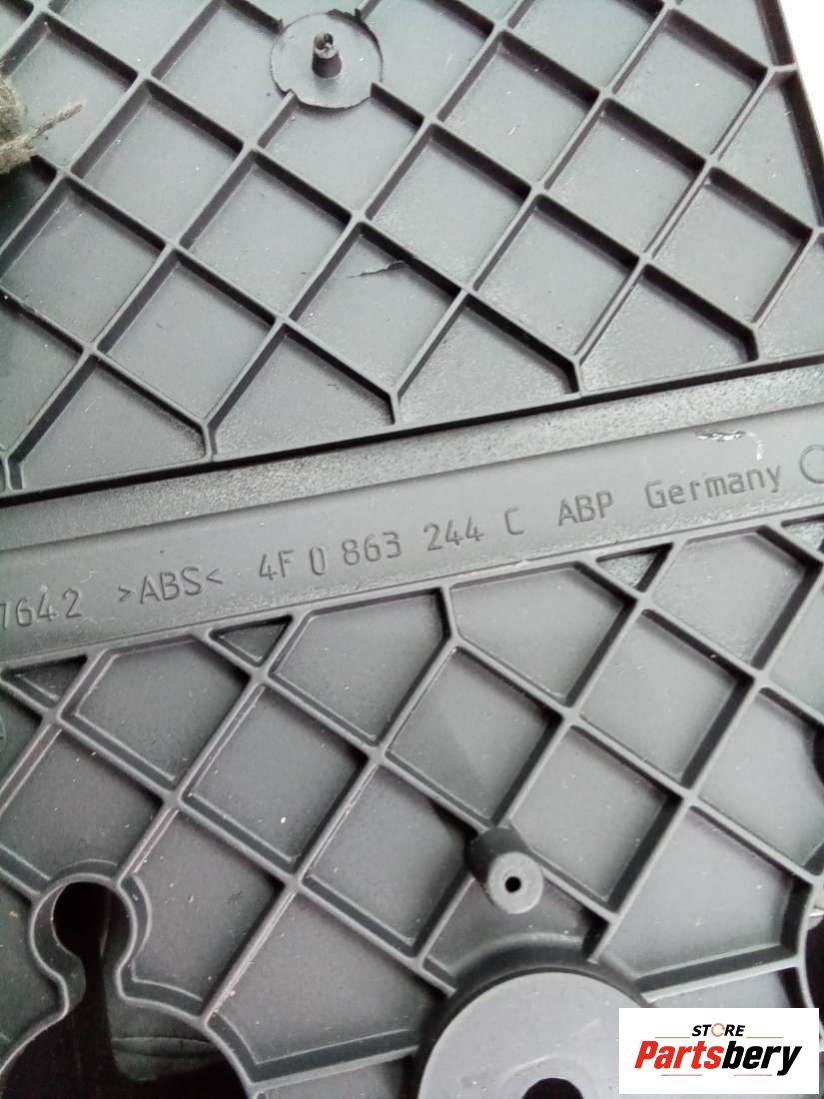 7642 >ABS< 4F0 863 244 C ABP Germany
STORE
Partsbery